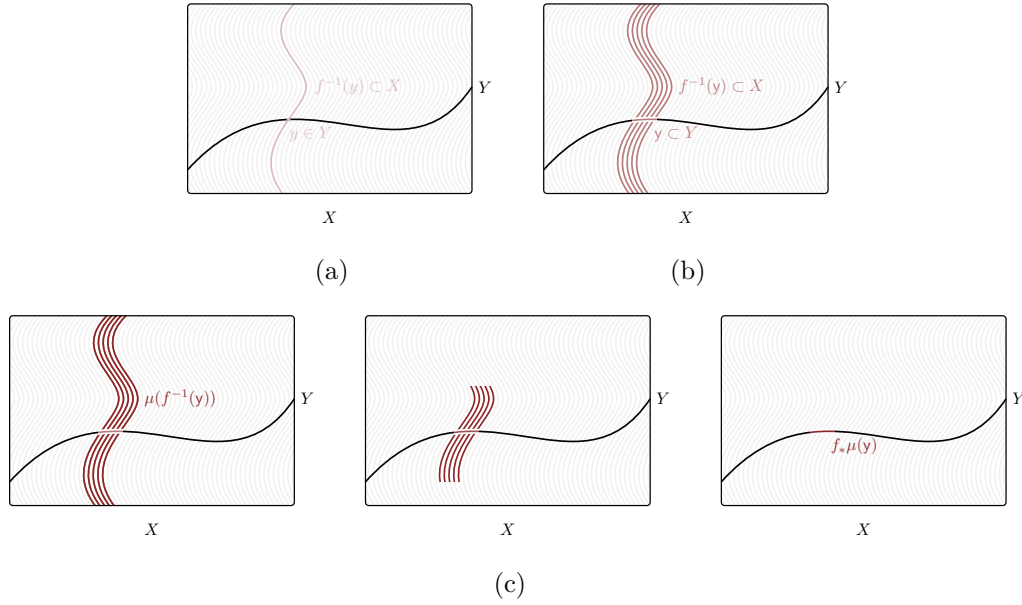 f⁻¹(y) ⊂ X
Y
y ∈ Y
X
(a)
f⁻¹(𝗒) ⊂ X
Y
𝗒 ⊂ Y
X
(b)
μ(f⁻¹(𝗒))
Y
X
Y
X
Y
f∗μ(𝗒)
X
(c)